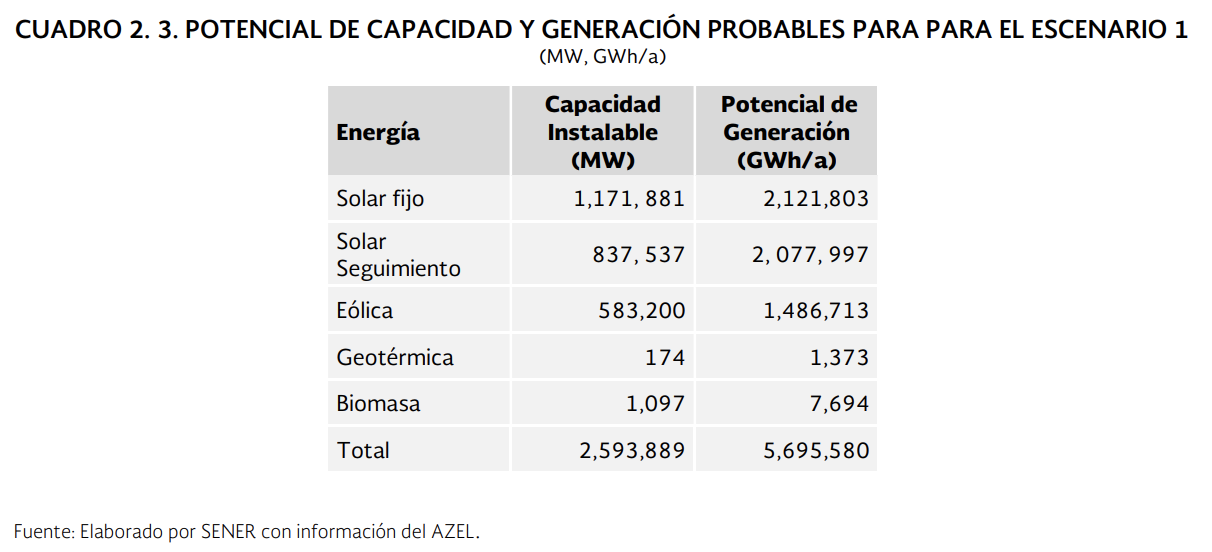 CUADRO 2. 3. POTENCIAL DE CAPACIDAD Y GENERACIÓN PROBABLES PARA PARA EL ESCENARIO 1
(MW, GWh/a)
Energía
Capacidad
Instalable
(MW)
Potencial de
Generación
(GWh/a)
Solar fijo 1,171, 881 2,121,803
Solar
Seguimiento
837, 537 2, 077, 997
Eólica 583,200 1,486,713
Geotérmica 174 1,373
Biomasa 1,097 7,694
Total 2,593,889 5,695,580
Fuente: Elaborado por SENER con información del AZEL.